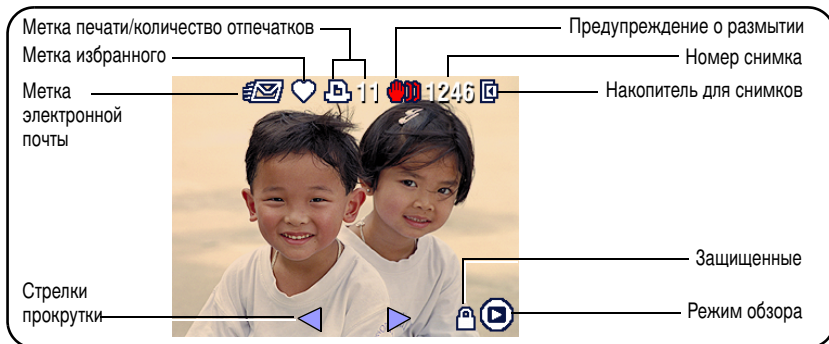 Метка печати/количество отпечатков
Метка избранного
Метка
электронной
почты
Предупреждение о размытии
Номер снимка
Накопитель для снимков
11
1246
Защищенные
Режим обзора
Стрелки
прокрутки